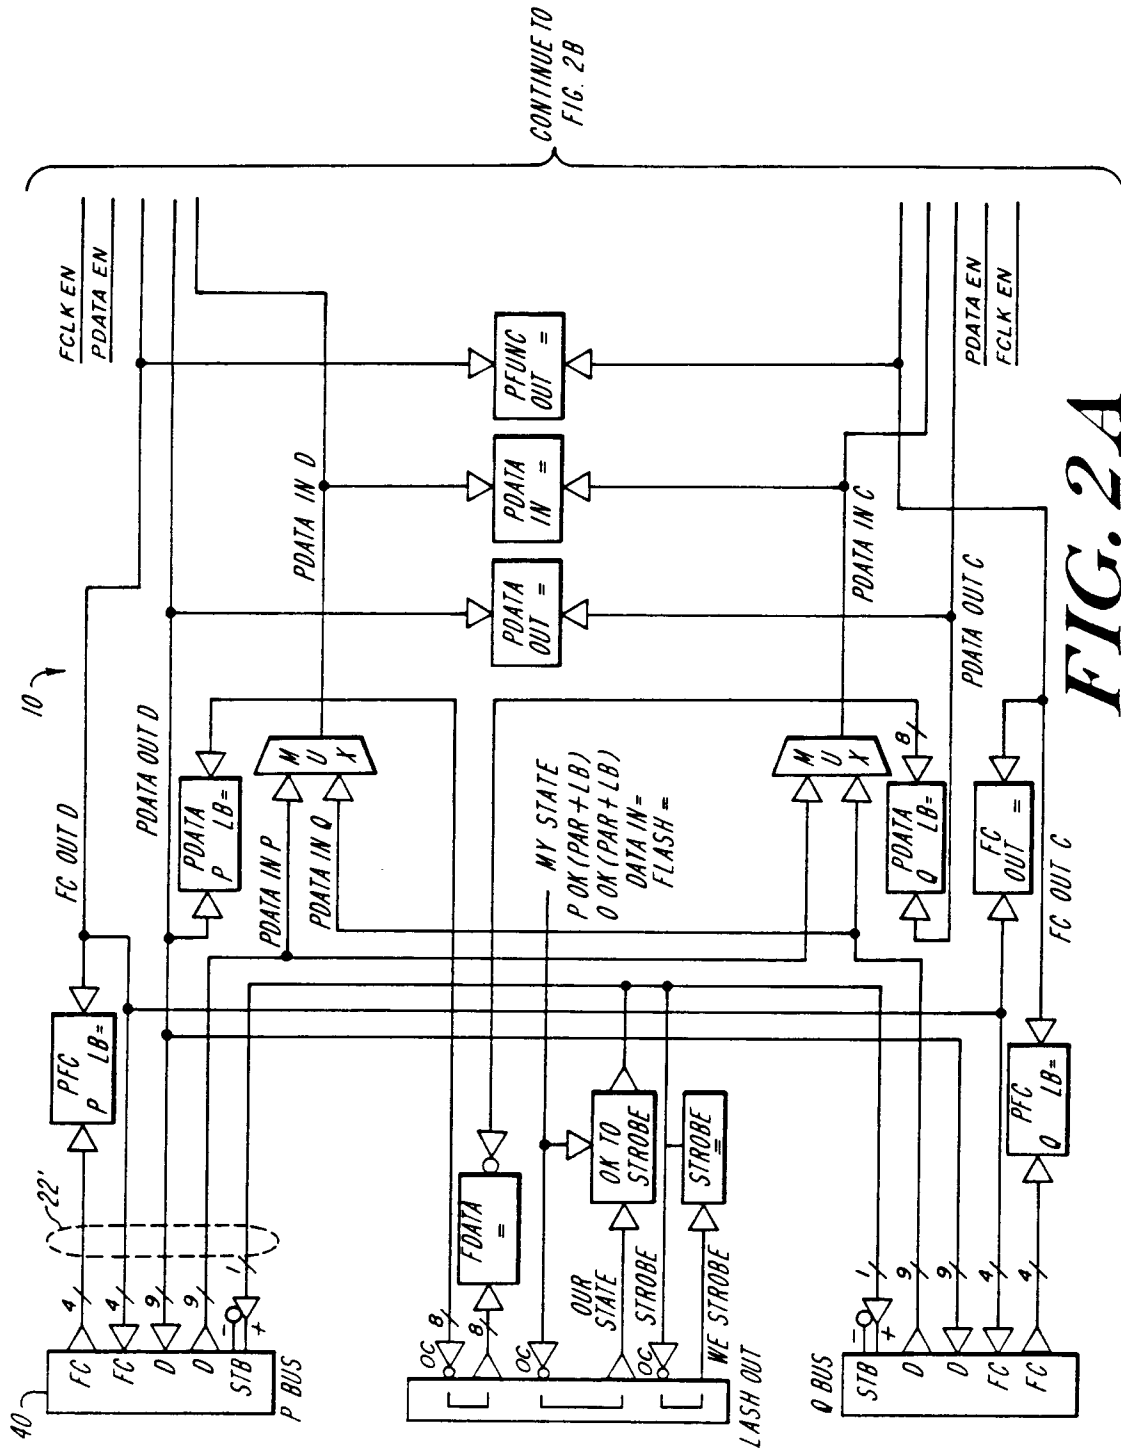 40
FC
FC
D
D
STB
- +
P BUS
4
4
9
9
1
22'
PFC
P LB=
FC OUT D
PDATA OUT D
10
PDATA
P LB=
PDATA IN P
PDATA IN Q
MUX
PDATA IN D
FCLK EN
PDATA EN
CONTINUE TO
FIG. 2B
OC
8
8
OC
OC
LASH OUT
FDATA
=
OUR
STATE
STROBE
WE STROBE
OK TO
STROBE
STROBE
=
MY STATE
P OK (PAR+LB)
O OK (PAR+LB)
DATA IN=
FLASH=
PDATA
OUT =
PDATA
IN =
PFUNC
OUT =
Q BUS
STB
- +
D
D
FC
FC
1
9
9
4
4
PFC
Q LB=
MUX
8
PDATA
Q LB=
FC
OUT =
FC OUT C
PDATA IN C
PDATA OUT C
PDATA EN
FCLK EN
FIG. 2A